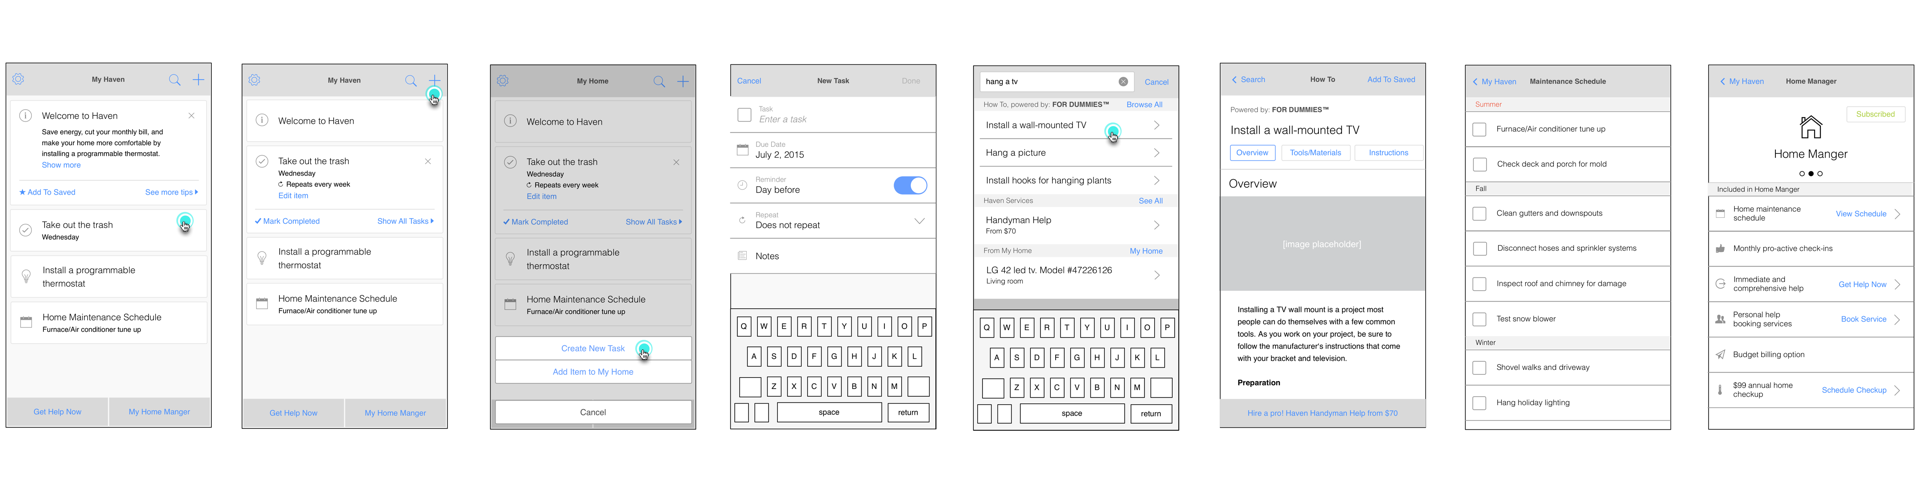 My Haven
Welcome to Haven
Save energy, cut your monthly bill, and
make your home more comfortable by
installing a programmable thermostat.
Show more
Add To Saved
See more tips
Take out the trash
Wednesday
Install a programmable
thermostat
Home Maintenance Schedule
Furnace/Air conditioner tune up
Get Help Now
My Home Manger
My Haven
Welcome to Haven
Take out the trash
Wednesday
Repeats every week
Edit item
Mark Completed
Show All Tasks
Install a programmable
thermostat
Home Maintenance Schedule
Furnace/Air conditioner tune up
Get Help Now
My Home Manger
My Home
Welcome to Haven
Take out the trash
Wednesday
Repeats every week
Edit item
Mark Completed
Show All Tasks
Install a programmable
thermostat
Home Maintenance Schedule
Furnace/Air conditioner tune up
Create New Task
Add Item to My Home
Cancel
Cancel
New Task
Done
Task
Enter a task
Due Date
July 2, 2015
Reminder
Day before
Repeat
Does not repeat
Notes
Q W E R T Y U I O P
A S D F G H J K L
Z X C V B N M
space
return
hang a tv
Cancel
How To, powered by: FOR DUMMIES™
Browse All
Install a wall-mounted TV
Hang a picture
Install hooks for hanging plants
Haven Services
See All
Handyman Help
From $70
From My Home
My Home
LG 42 led tv. Model #47226126
Living room
Q W E R T Y U I O P
A S D F G H J K L
Z X C V B N M
space
return
Search
How To
Add To Saved
Powered by: FOR DUMMIES™
Install a wall-mounted TV
Overview
Tools/Materials
Instructions
Overview
[image placeholder]
Installing a TV wall mount is a project most
people can do themselves with a few common
tools. As you work on your project, be sure to
follow the manufacturer's instructions that come
with your bracket and television.
Preparation
Hire a pro! Haven Handyman Help from $70
My Haven
Maintenance Schedule
Summer
Furnace/Air conditioner tune up
Check deck and porch for mold
Fall
Clean gutters and downspouts
Disconnect hoses and sprinkler systems
Inspect roof and chimney for damage
Test snow blower
Winter
Shovel walks and driveway
Hang holiday lighting
My Haven
Home Manager
Subscribed
Home Manger
Included in Home Manger
Home maintenance
schedule
View Schedule
Monthly pro-active check-ins
Immediate and
comprehensive help
Get Help Now
Personal help
booking services
Book Service
Budget billing option
$99 annual home
checkup
Schedule Checkup